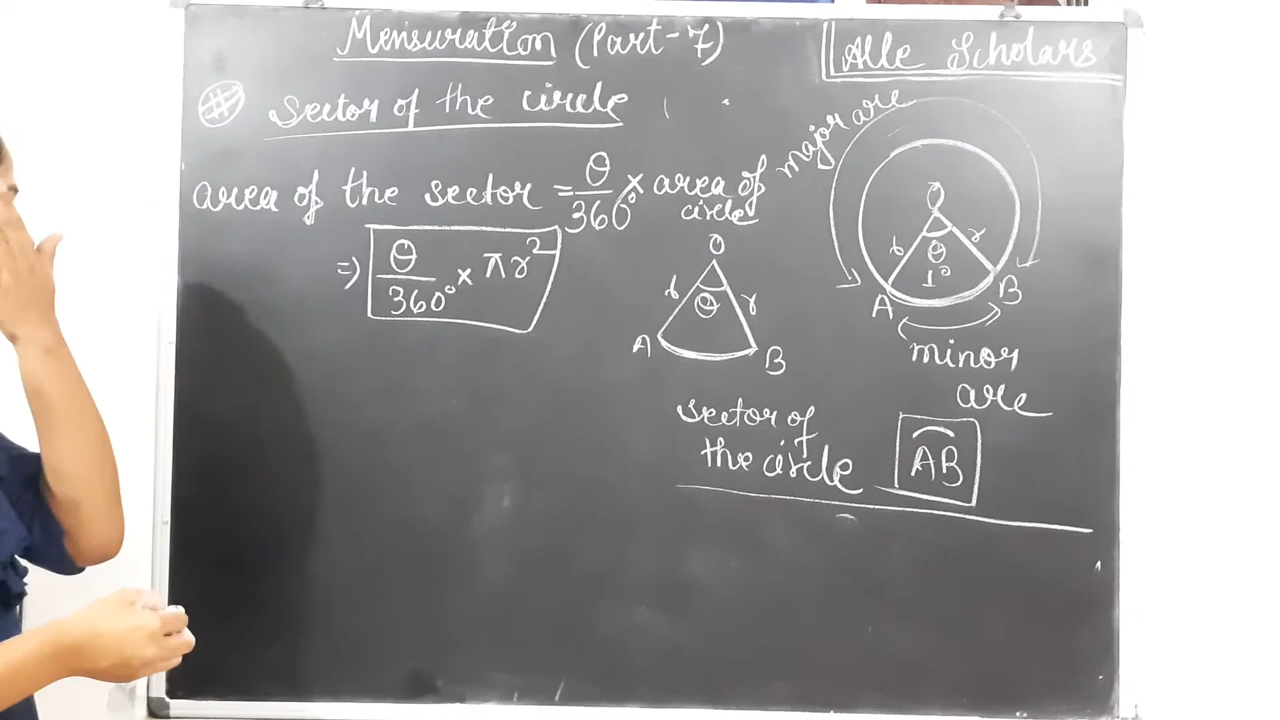 Mensuration (Part-7)
Alle Scholars
# Sector of the circle
area of the sector = θ/360° × area of circle
⇒ θ/360° × πr²
O
r θ r
A B
sector of
the circle
major arc
O
r θ r
1°
A B
minor
arc
AB